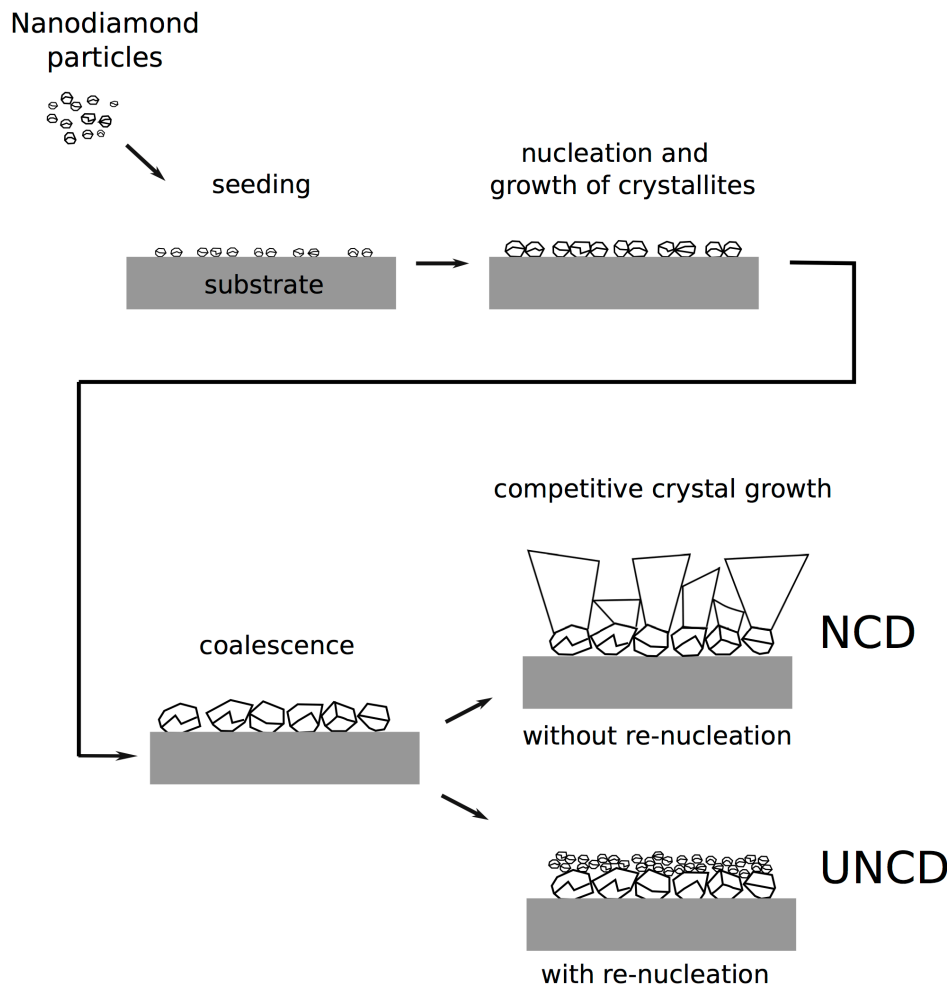 Nanodiamond
particles
seeding
substrate
nucleation and
growth of crystallites
coalescence
competitive crystal growth
NCD
without re-nucleation
UNCD
with re-nucleation